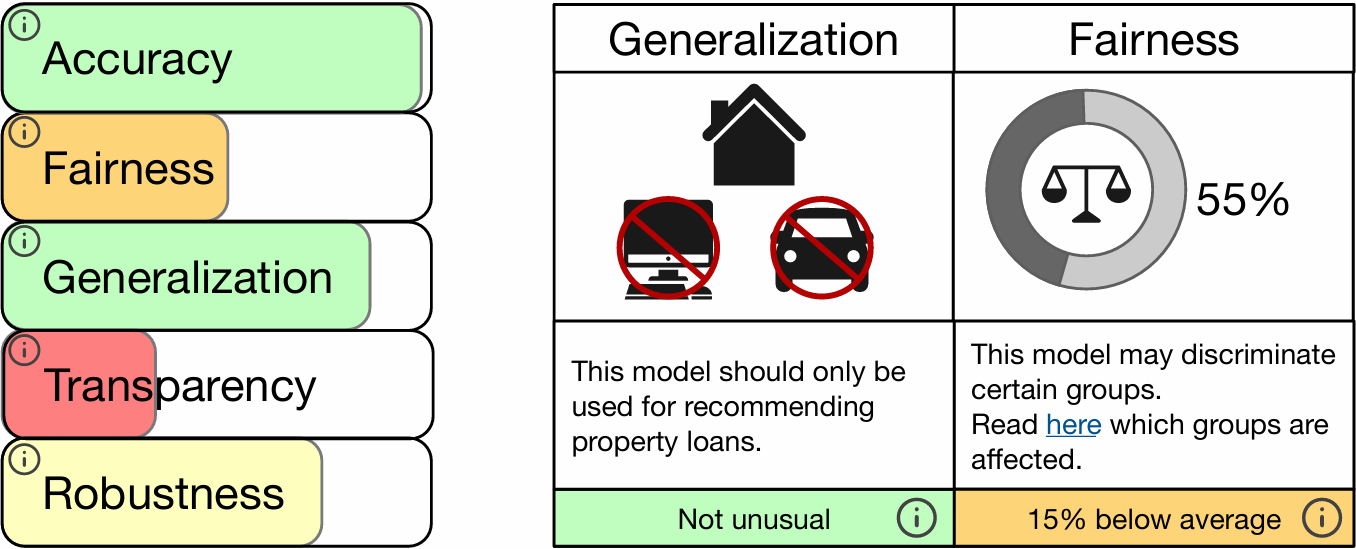 Accuracy
Fairness
Generalization
Transparency
Robustness
Generalization
Fairness
55%
This model should only be
used for recommending
property loans.
This model may discriminate
certain groups.
Read here which groups are
affected.
Not unusual
15% below average